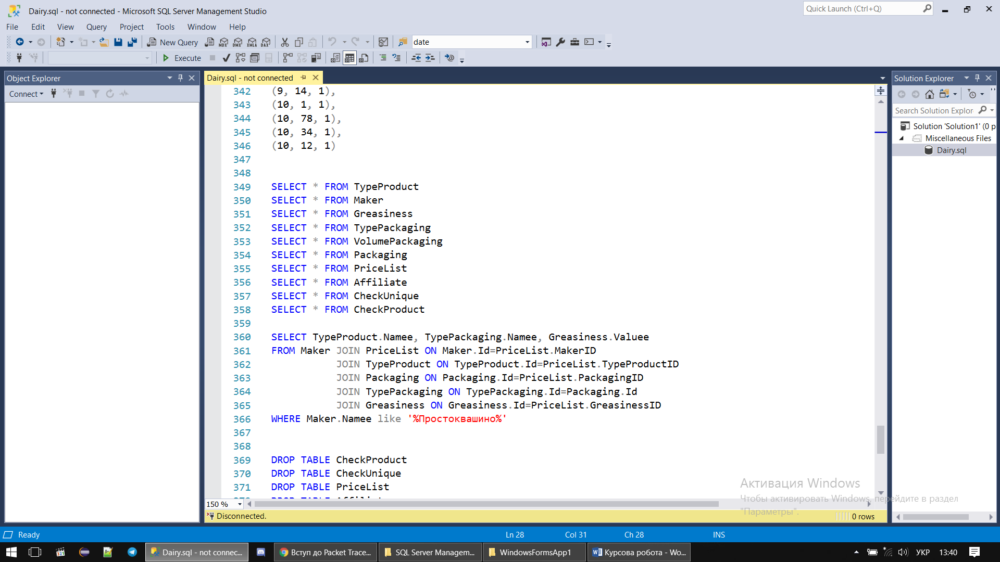 Dairy.sql - not connected - Microsoft SQL Server Management Studio
Quick Launch (Ctrl+Q)
File Edit View Query Project Tools Window Help
New Query MDX DMX XMLA DAX date
Execute
Object Explorer
Connect
Dairy.sql - not connected
342 (9, 14, 1),
343 (10, 1, 1),
344 (10, 78, 1),
345 (10, 34, 1),
346 (10, 12, 1)
347
348
349 SELECT * FROM TypeProduct
350 SELECT * FROM Maker
351 SELECT * FROM Greasiness
352 SELECT * FROM TypePackaging
353 SELECT * FROM VolumePackaging
354 SELECT * FROM Packaging
355 SELECT * FROM PriceList
356 SELECT * FROM Affiliate
357 SELECT * FROM CheckUnique
358 SELECT * FROM CheckProduct
359
360 SELECT TypeProduct.Namee, TypePackaging.Namee, Greasiness.Valuee
361 FROM Maker JOIN PriceList ON Maker.Id=PriceList.MakerID
362 JOIN TypeProduct ON TypeProduct.Id=PriceList.TypeProductID
363 JOIN Packaging ON Packaging.Id=PriceList.PackagingID
364 JOIN TypePackaging ON TypePackaging.Id=Packaging.Id
365 JOIN Greasiness ON Greasiness.Id=PriceList.GreasinessID
366 WHERE Maker.Namee like '%Простоквашино%'
367
368
369 DROP TABLE CheckProduct
370 DROP TABLE CheckUnique
371 DROP TABLE PriceList
150 %
Disconnected.
0 rows
Solution Explorer
Search Solution Explor
Solution 'Solution1' (0 p
Miscellaneous Files
Dairy.sql
Активация Windows
Чтобы активировать Windows, перейдите в раздел
"Параметры".
Ready Ln 28 Col 31 Ch 28 INS
Dairy.sql - not connec...
Вступ до Packet Trace...
SQL Server Managem...
WindowsFormsApp1
Курсова робота - Wo...
УКР 13:40